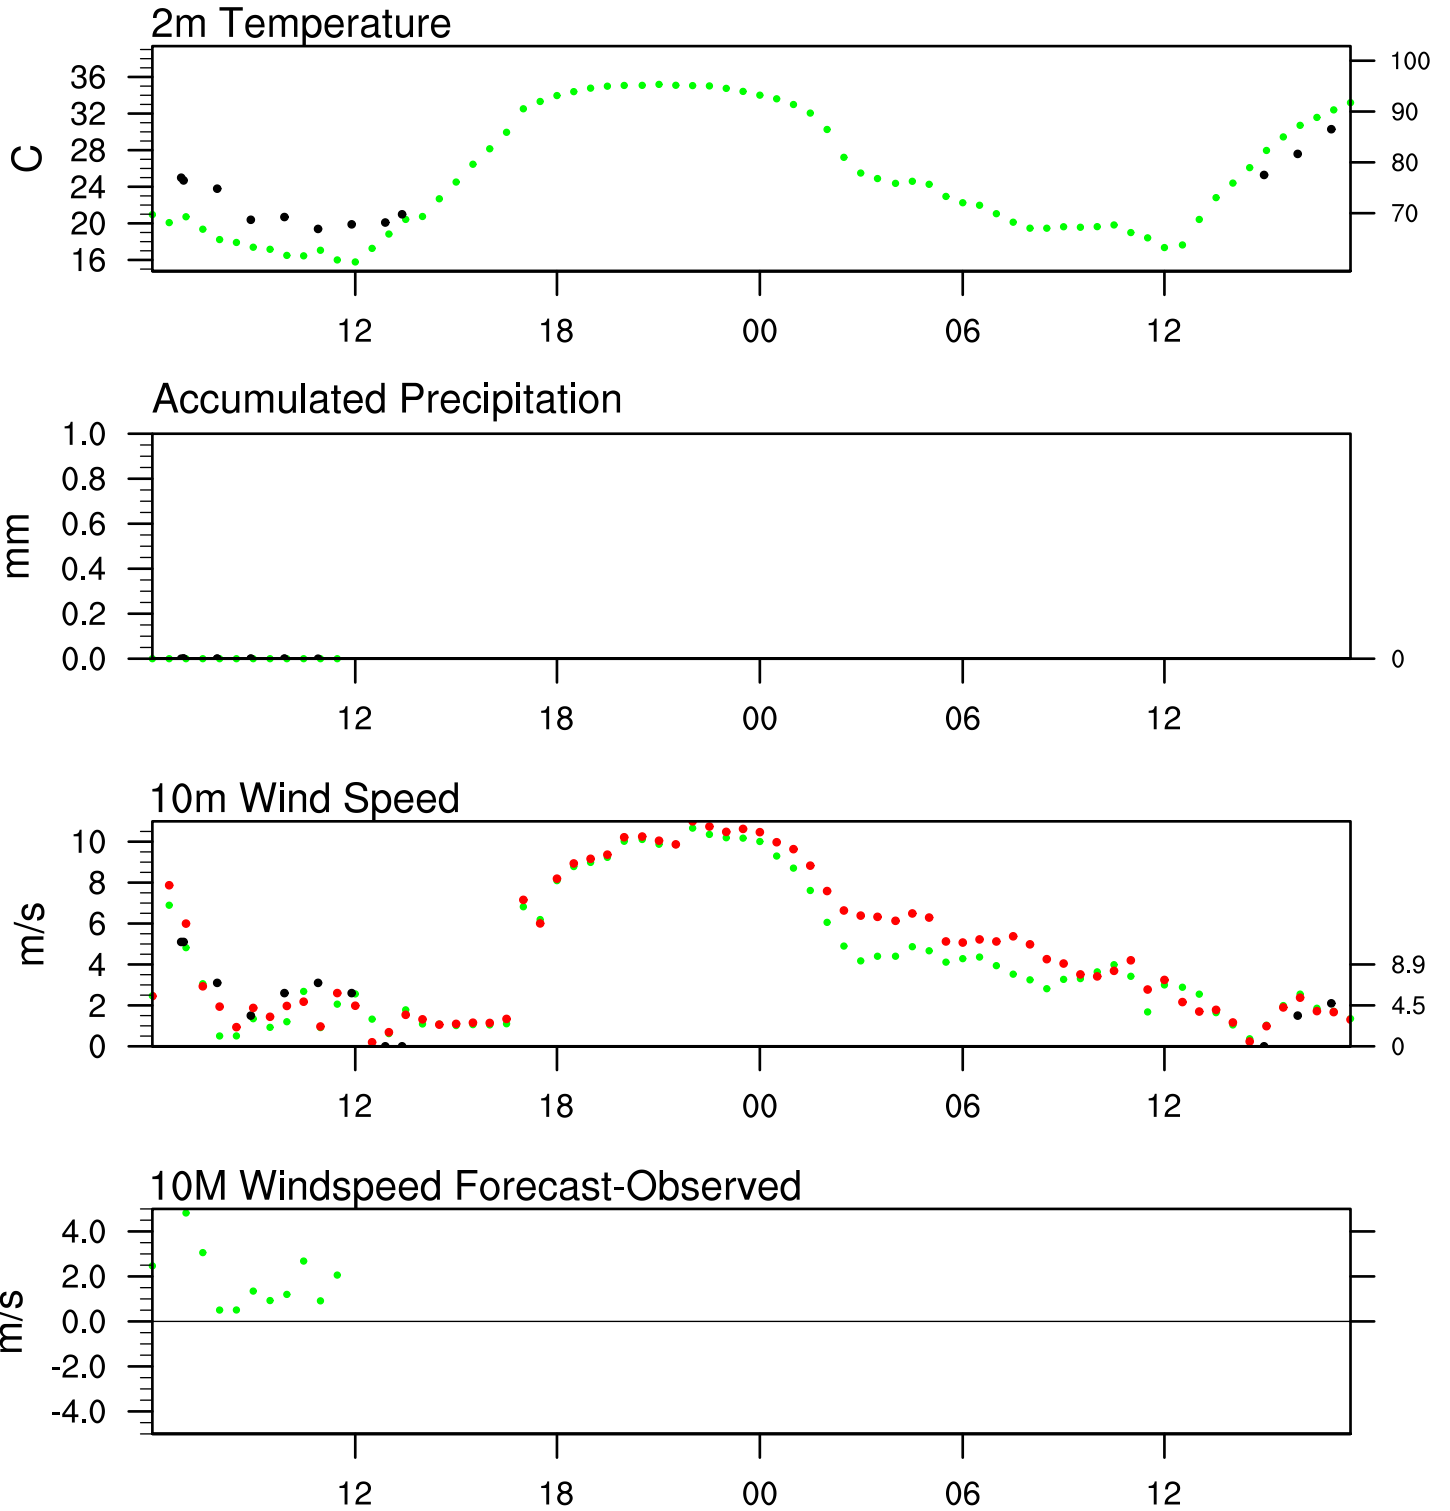 2m Temperature
36
32
28
24
20
16
C
100
90
80
70
12 18 00 06 12
Accumulated Precipitation
1.0
0.8
0.6
0.4
0.2
0.0
mm
0
12 18 00 06 12
10m Wind Speed
10
8
6
4
2
0
m/s
8.9
4.5
0
12 18 00 06 12
10M Windspeed Forecast-Observed
4.0
2.0
0.0
-2.0
-4.0
m/s
12 18 00 06 12